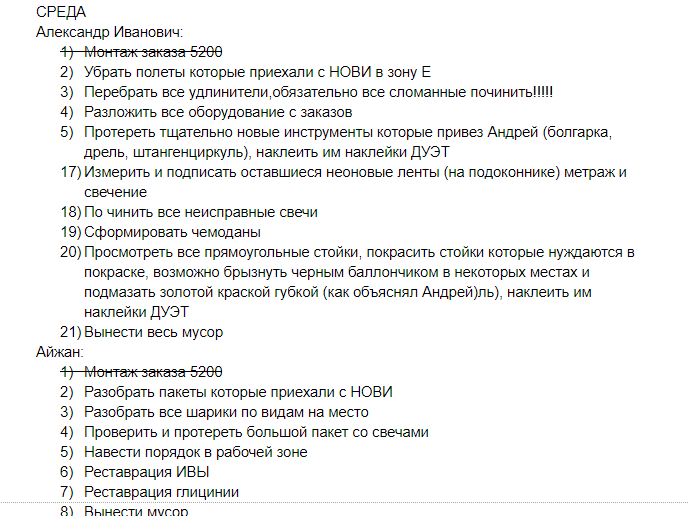 СРЕДА
Александр Иванович:
1) Монтаж заказа 5200
2) Убрать полеты которые приехали с НОВИ в зону Е
3) Перебрать все удлинители,обязательно все сломанные починить!!!!!
4) Разложить все оборудование с заказов
5) Протереть тщательно новые инструменты которые привез Андрей (болгарка,
дрель, штангенциркуль), наклеить им наклейки ДУЭТ
17) Измерить и подписать оставшиеся неоновые ленты (на подоконнике) метраж и
свечение
18) По чинить все неисправные свечи
19) Сформировать чемоданы
20) Просмотреть все прямоугольные стойки, покрасить стойки которые нуждаются в
покраске, возможно брызнуть черным баллончиком в некоторых местах и
подмазать золотой краской губкой (как объяснял Андрей)ль), наклеить им
наклейки ДУЭТ
21) Вынести весь мусор
Айжан:
1) Монтаж заказа 5200
2) Разобрать пакеты которые приехали с НОВИ
3) Разобрать все шарики по видам на место
4) Проверить и протереть большой пакет со свечами
5) Навести порядок в рабочей зоне
6) Реставрация ИВЫ
7) Реставрация глицинии
8) Вынести мусор